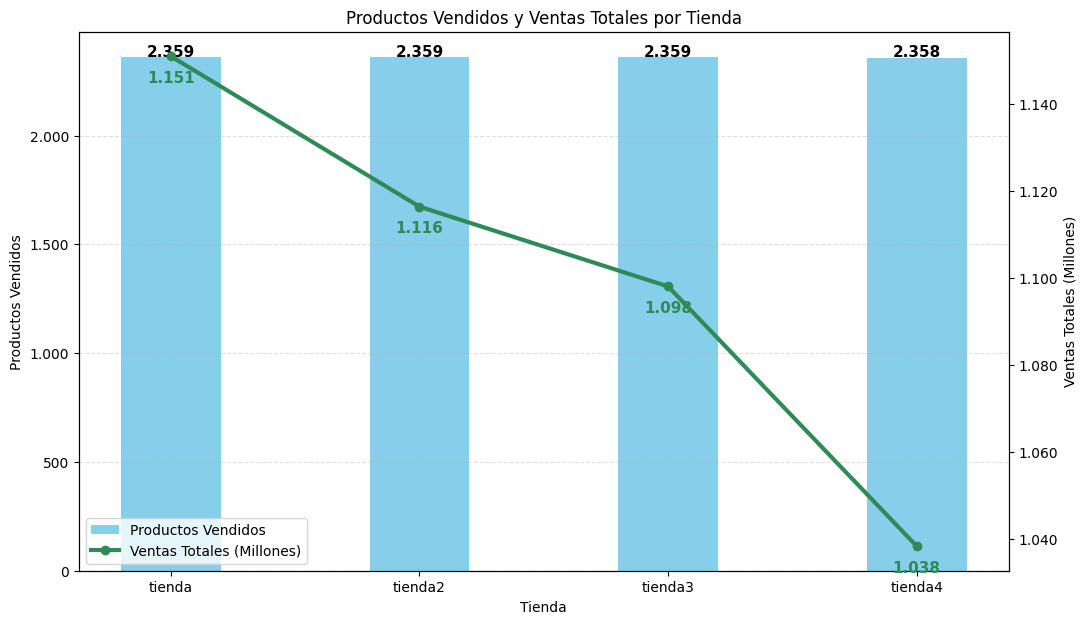 Productos Vendidos y Ventas Totales por Tienda
2.359
2.359
2.359
2.358
1.151
1.116
1.098
1.038
Productos Vendidos
2.000
1.500
1.000
500
0
1.140
1.120
1.100
1.080
1.060
1.040
Ventas Totales (Millones)
Productos Vendidos
Ventas Totales (Millones)
tienda
tienda2
tienda3
tienda4
Tienda